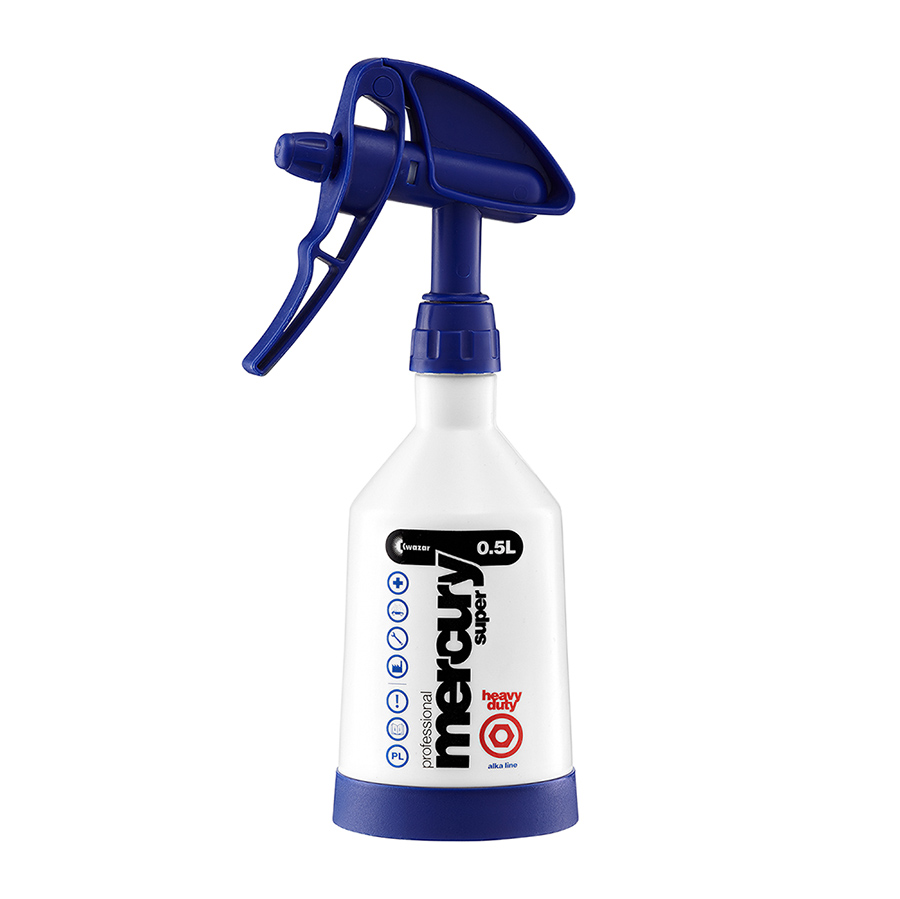 Kwazar
0.5L
professional
mercury
super
heavy
duty
alka line
!
PL